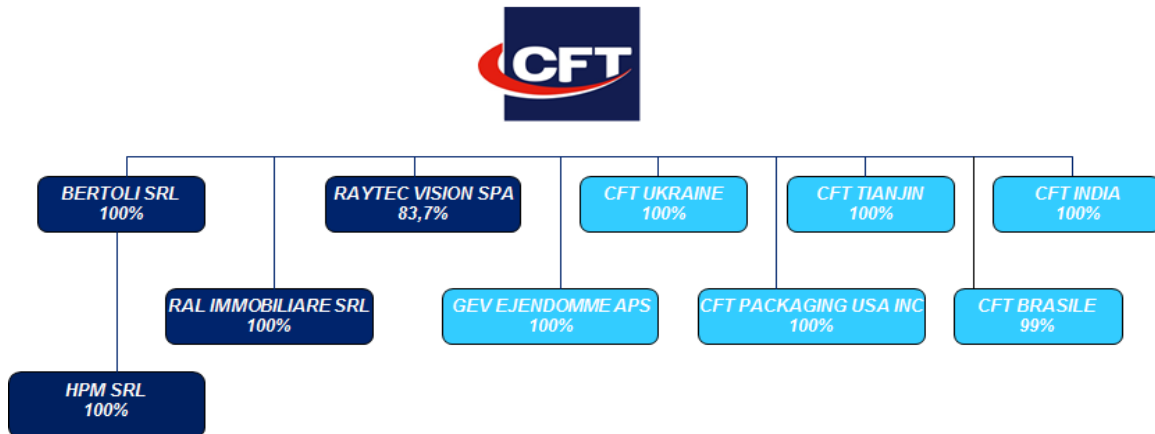 CFT
BERTOLI SRL
100%
RAYTEC VISION SPA
83,7%
CFT UKRAINE
100%
CFT TIANJIN
100%
CFT INDIA
100%
RAL IMMOBILIARE SRL
100%
GEV EJENDOMME APS
100%
CFT PACKAGING USA INC
100%
CFT BRASILE
99%
HPM SRL
100%